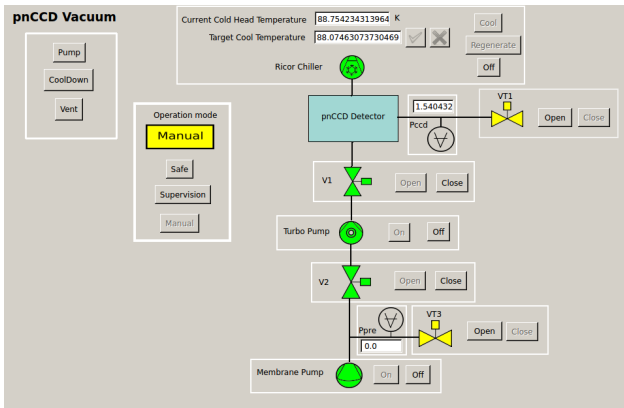 pnCCD Vacuum
Current Cold Head Temperature 88.754234313964 K
Target Cool Temperature 88.07463073730469
Cool
Regenerate
Ricor Chiller
Off
Pump
CoolDown
Vent
Operation mode
Manual
Safe
Supervision
Manual
pnCCD Detector
1.540432
Pccd
VT1
Open Close
V1
Open Close
Turbo Pump
On Off
V2
Open Close
Ppre
0.0
VT3
Open Close
Membrane Pump
On Off